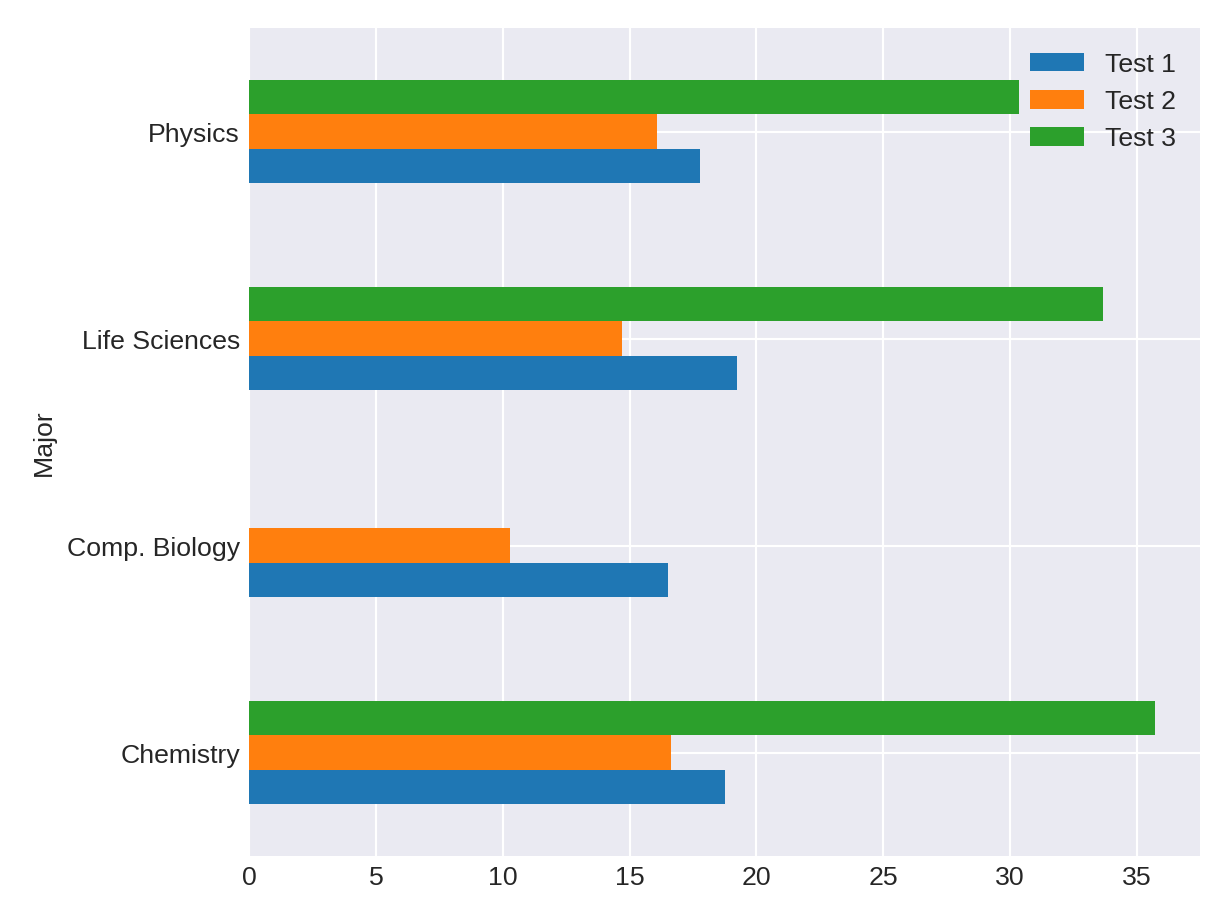 Test 1
Test 2
Test 3
Physics
Life Sciences
Major
Comp. Biology
Chemistry
0 5 10 15 20 25 30 35